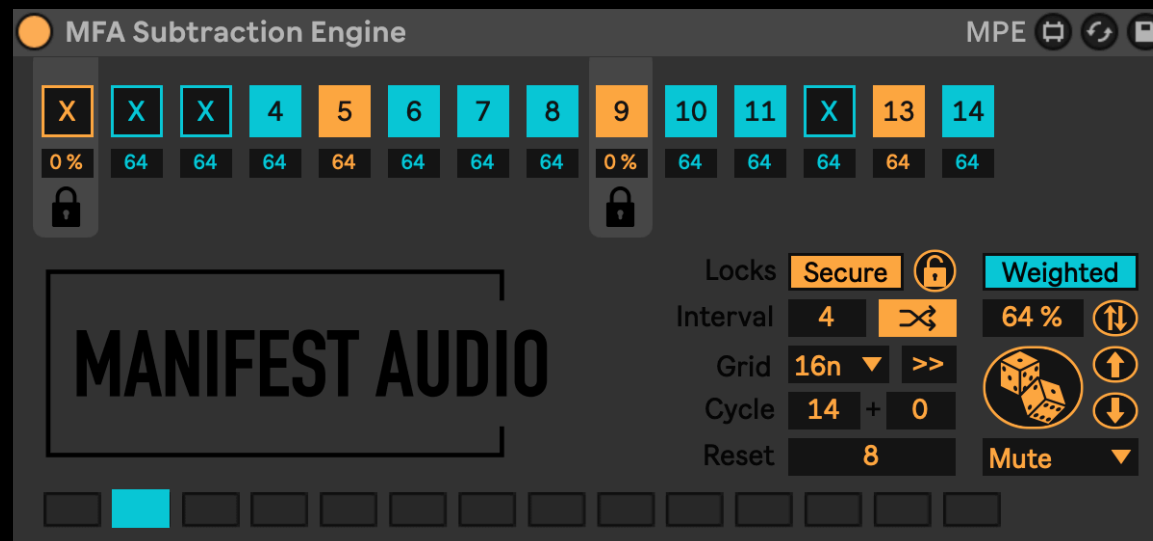 MFA Subtraction Engine MPE
X X X 4 5 6 7 8 9 10 11 X 13 14
0 % 64 64 64 64 64 64 64 0 % 64 64 64 64 64
Locks Secure Weighted
Interval 4 64 %
Grid 16n >>
Cycle 14 + 0
Reset 8 Mute
MANIFEST AUDIO